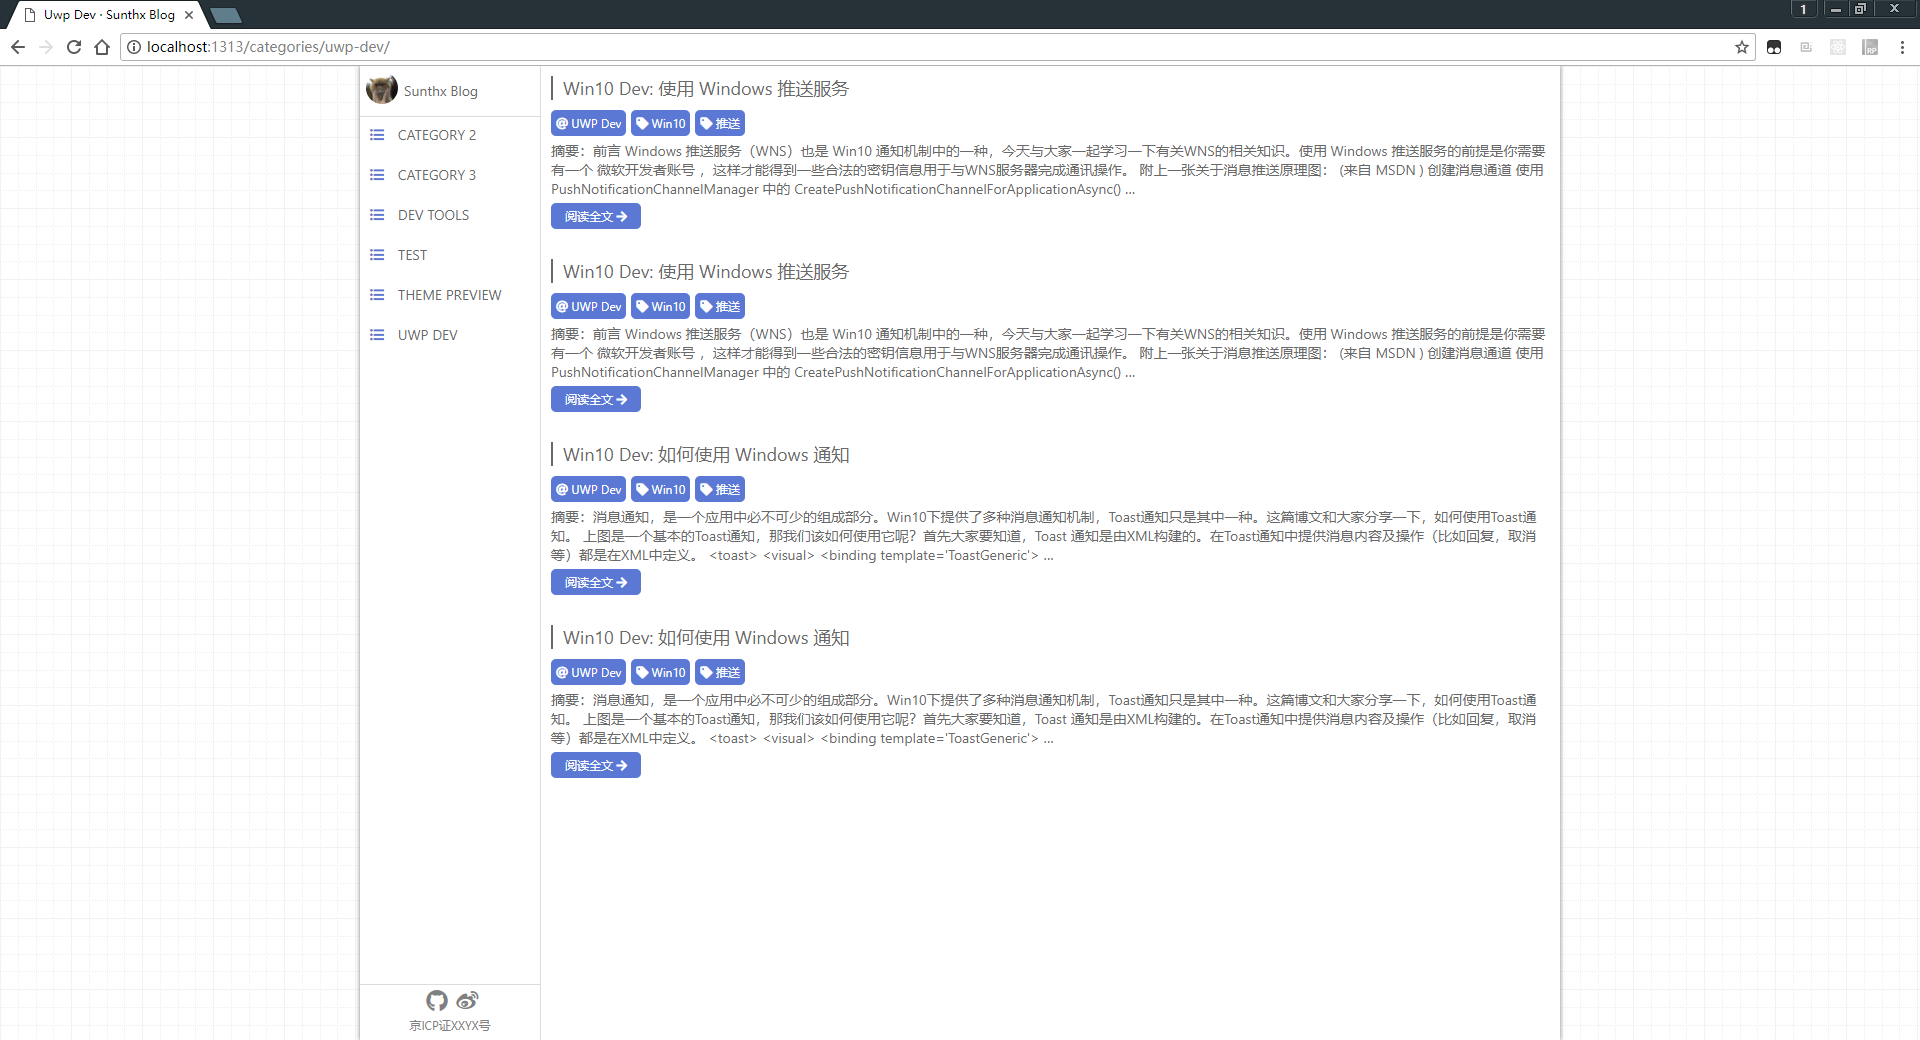 Uwp Dev · Sunthx Blog
1
localhost:1313/categories/uwp-dev/
RP
Sunthx Blog
CATEGORY 2
CATEGORY 3
DEV TOOLS
TEST
THEME PREVIEW
UWP DEV
京ICP证XXYX号
Win10 Dev: 使用 Windows 推送服务
@ UWP Dev Win10 推送
摘要：前言 Windows 推送服务（WNS）也是 Win10 通知机制中的一种，今天与大家一起学习一下有关WNS的相关知识。使用 Windows 推送服务的前提是你需要
有一个 微软开发者账号 ，这样才能得到一些合法的密钥信息用于与WNS服务器完成通讯操作。 附上一张关于消息推送原理图： (来自 MSDN ) 创建消息通道 使用
PushNotificationChannelManager 中的 CreatePushNotificationChannelForApplicationAsync() ...
阅读全文
Win10 Dev: 使用 Windows 推送服务
@ UWP Dev Win10 推送
摘要：前言 Windows 推送服务（WNS）也是 Win10 通知机制中的一种，今天与大家一起学习一下有关WNS的相关知识。使用 Windows 推送服务的前提是你需要
有一个 微软开发者账号 ，这样才能得到一些合法的密钥信息用于与WNS服务器完成通讯操作。 附上一张关于消息推送原理图： (来自 MSDN ) 创建消息通道 使用
PushNotificationChannelManager 中的 CreatePushNotificationChannelForApplicationAsync() ...
阅读全文
Win10 Dev: 如何使用 Windows 通知
@ UWP Dev Win10 推送
摘要：消息通知，是一个应用中必不可少的组成部分。Win10下提供了多种消息通知机制，Toast通知只是其中一种。这篇博文和大家分享一下，如何使用Toast通
知。 上图是一个基本的Toast通知，那我们该如何使用它呢？首先大家要知道，Toast 通知是由XML构建的。在Toast通知中提供消息内容及操作（比如回复，取消
等）都是在XML中定义。 <toast> <visual> <binding template='ToastGeneric'> ...
阅读全文
Win10 Dev: 如何使用 Windows 通知
@ UWP Dev Win10 推送
摘要：消息通知，是一个应用中必不可少的组成部分。Win10下提供了多种消息通知机制，Toast通知只是其中一种。这篇博文和大家分享一下，如何使用Toast通
知。 上图是一个基本的Toast通知，那我们该如何使用它呢？首先大家要知道，Toast 通知是由XML构建的。在Toast通知中提供消息内容及操作（比如回复，取消
等）都是在XML中定义。 <toast> <visual> <binding template='ToastGeneric'> ...
阅读全文